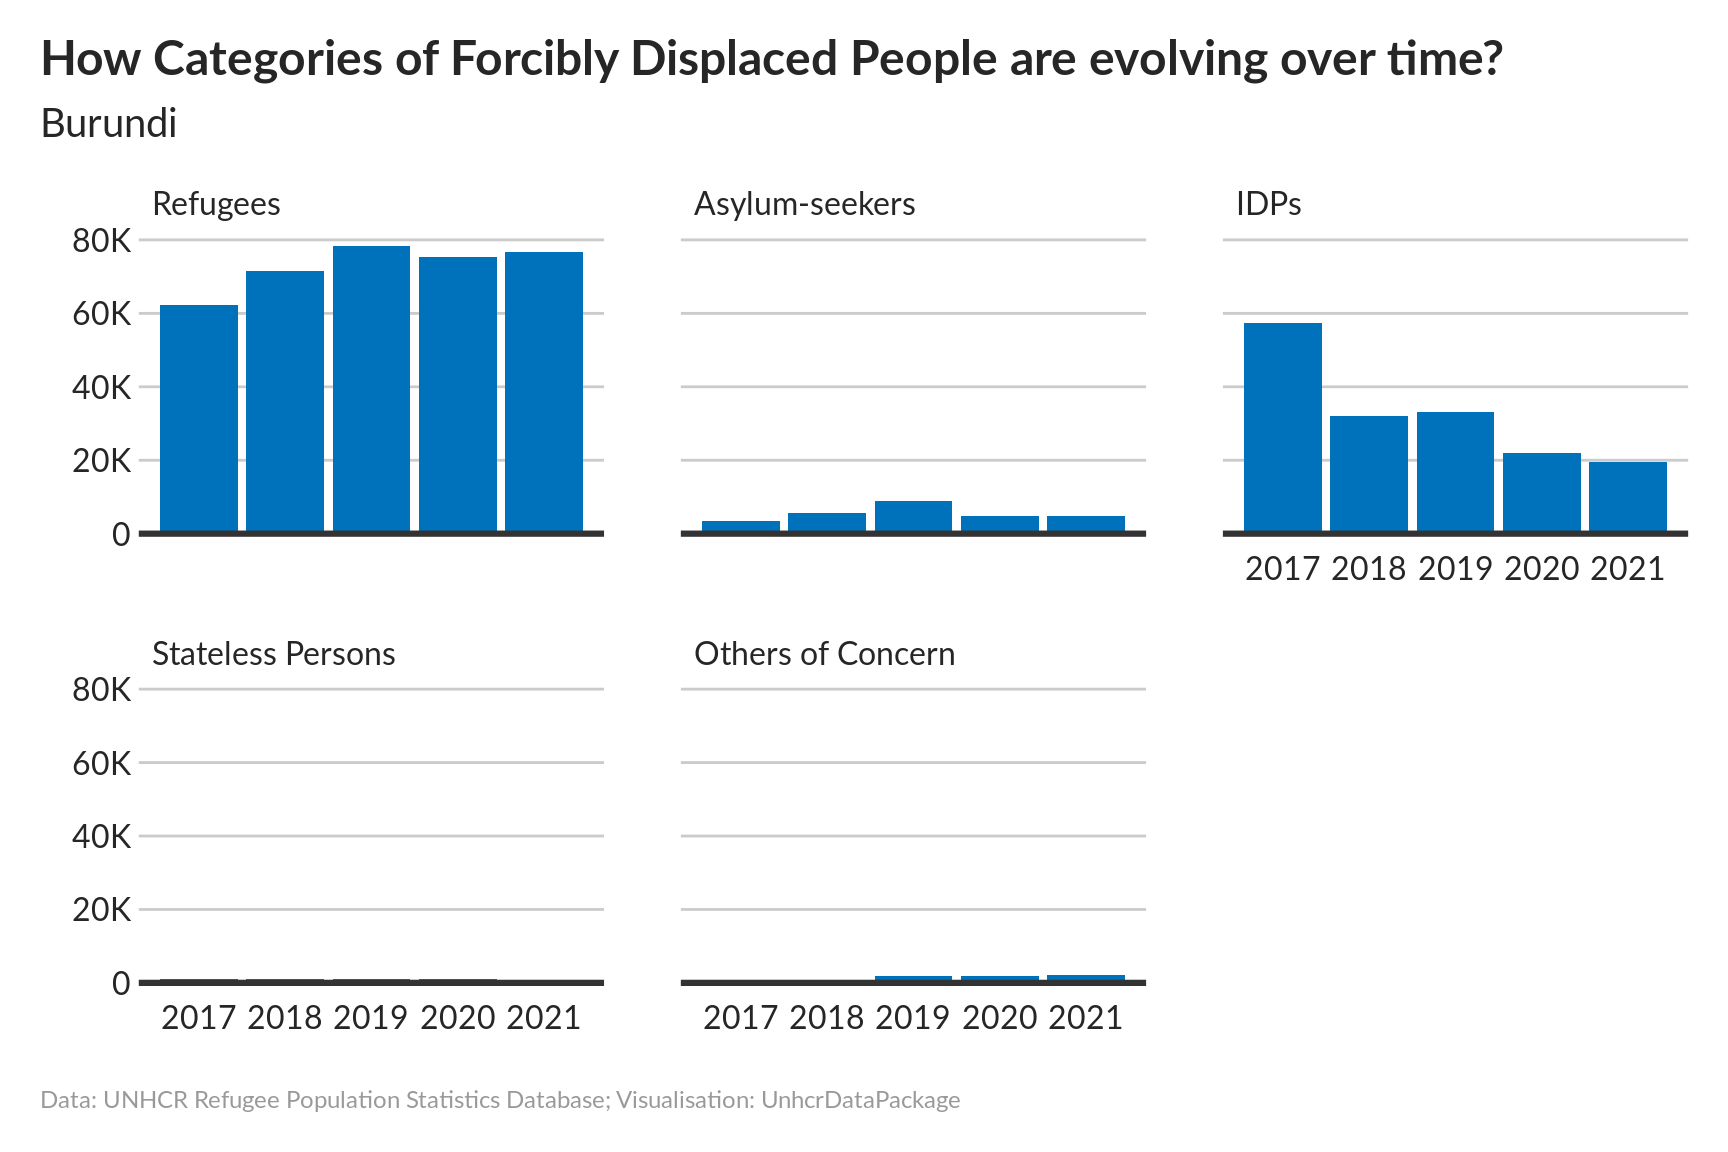 How Categories of Forcibly Displaced People are evolving over time?
Burundi
Refugees
Asylum-seekers
IDPs
80K
60K
40K
20K
0
2017 2018 2019 2020 2021
Stateless Persons
Others of Concern
80K
60K
40K
20K
0
2017 2018 2019 2020 2021
2017 2018 2019 2020 2021
Data: UNHCR Refugee Population Statistics Database; Visualisation: UnhcrDataPackage